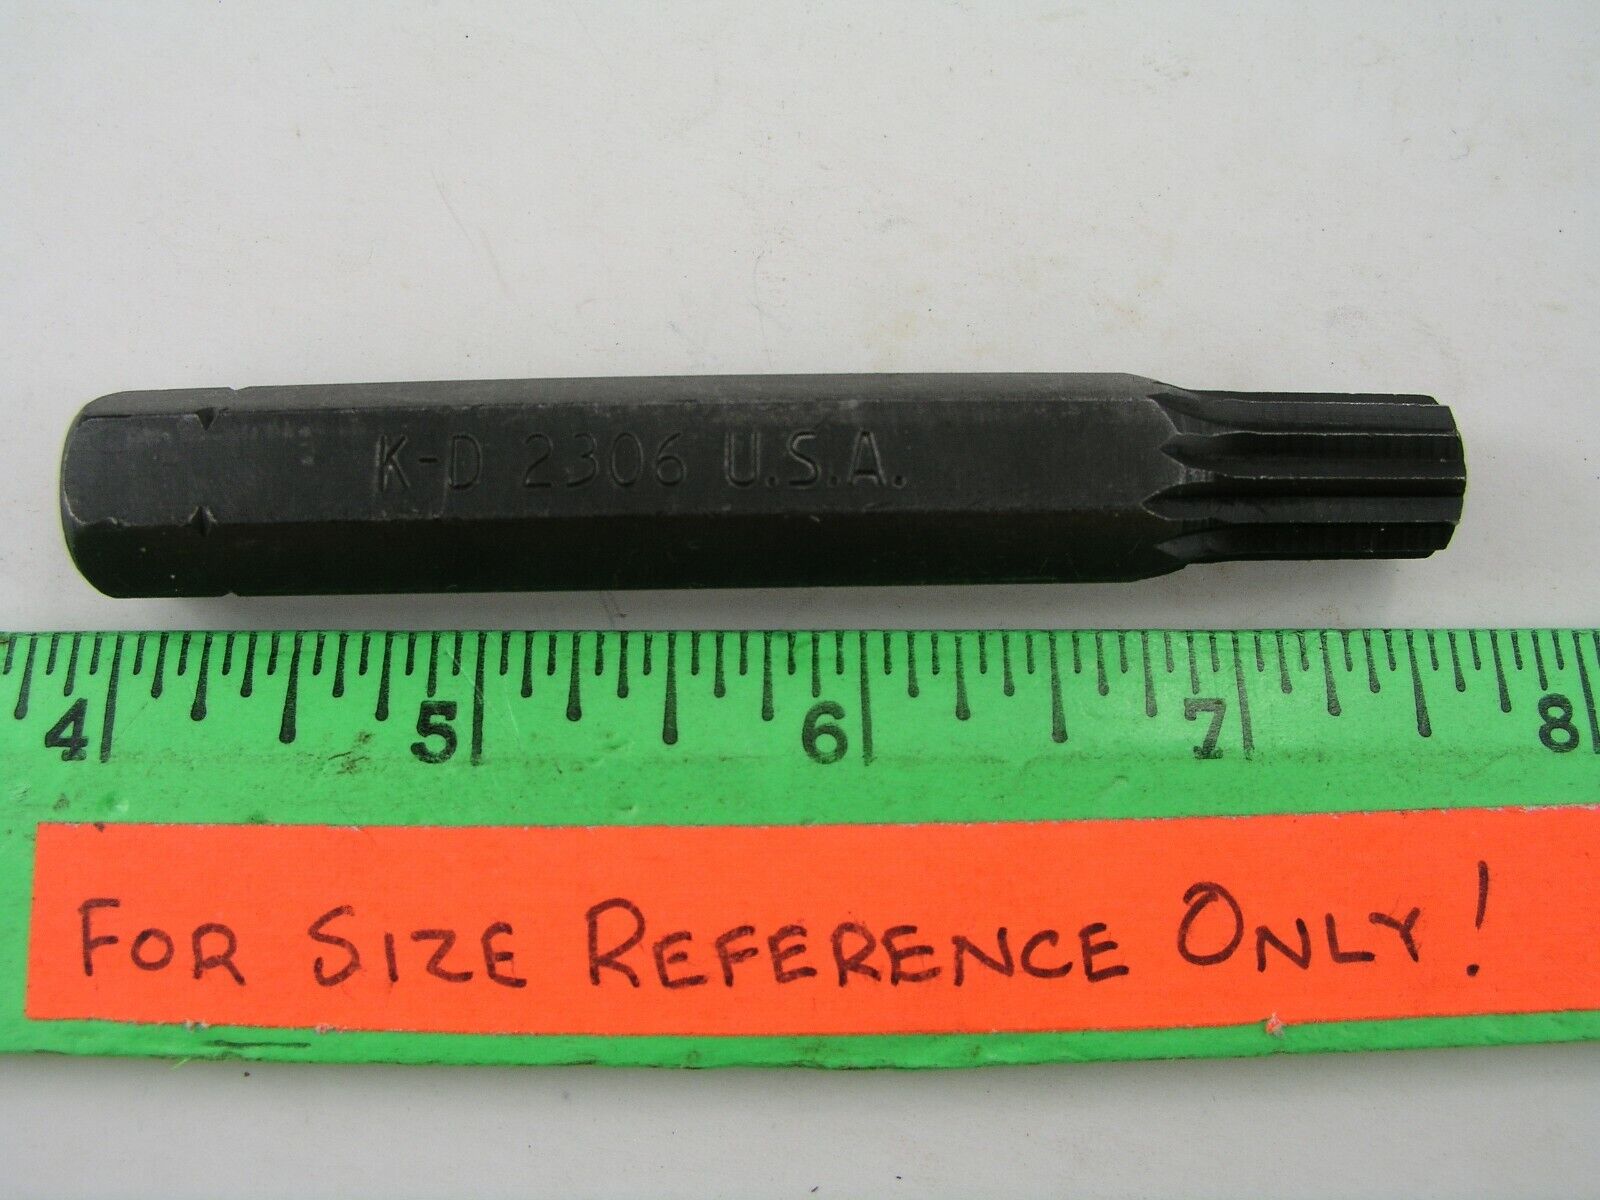 K-D 2306 U.S.A.
4 5 6 7 8
FOR SIZE REFERENCE ONLY!